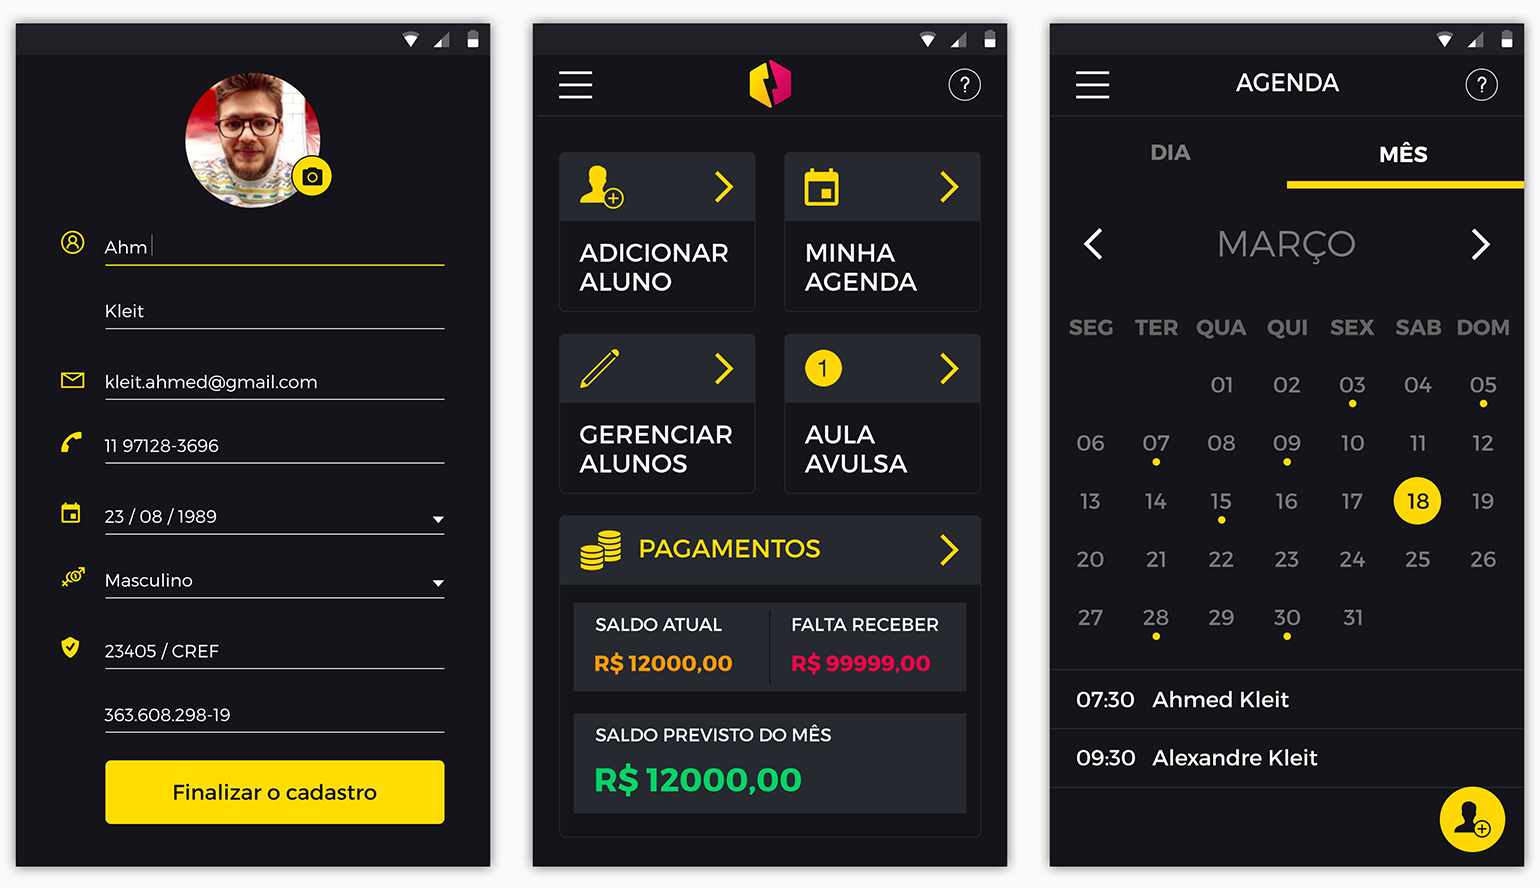 Ahm
Kleit
kleit.ahmed@gmail.com
11 97128-3696
23 / 08 / 1989
Masculino
23405 / CREF
363.608.298-19
Finalizar o cadastro
?
ADICIONAR
ALUNO
MINHA
AGENDA
GERENCIAR
ALUNOS
1
AULA
AVULSA
PAGAMENTOS
SALDO ATUAL
R$ 12000,00
FALTA RECEBER
R$ 99999,00
SALDO PREVISTO DO MÊS
R$ 12000,00
AGENDA
?
DIA MÊS
MARÇO
SEG TER QUA QUI SEX SAB DOM
01 02 03 04 05
06 07 08 09 10 11 12
13 14 15 16 17 18 19
20 21 22 23 24 25 26
27 28 29 30 31
07:30 Ahmed Kleit
09:30 Alexandre Kleit